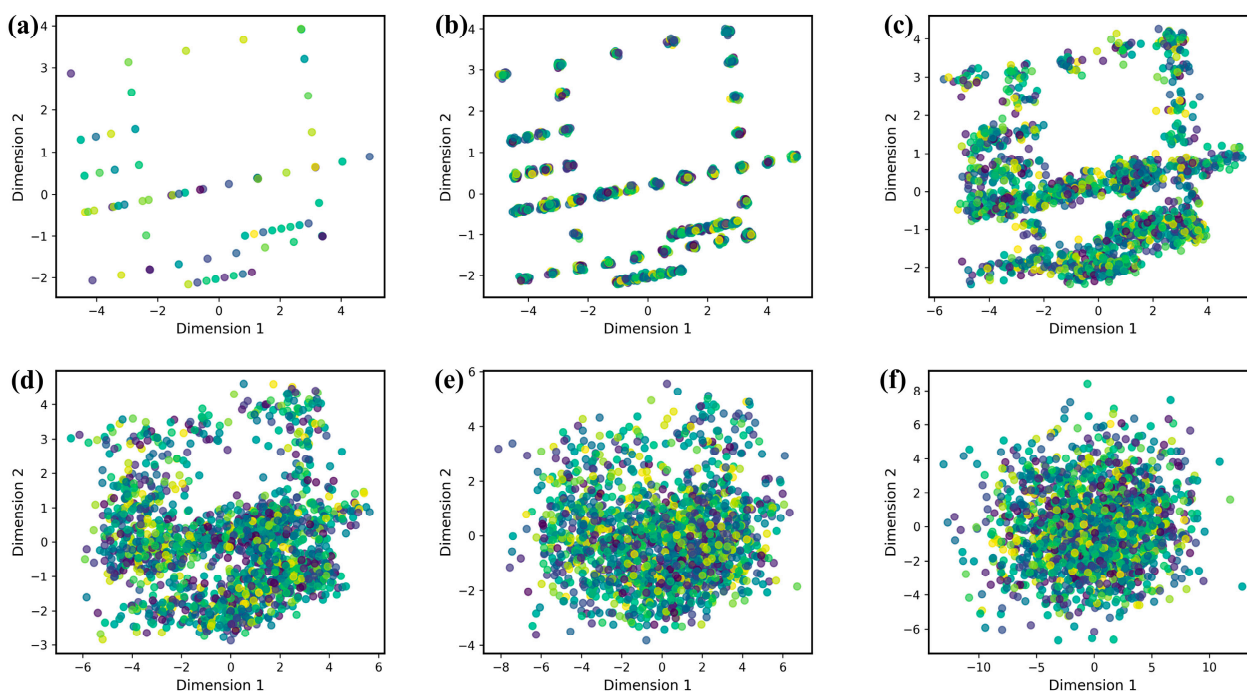 (a)
4
3
2
1
0
−1
−2
Dimension 2
−4 −2 0 2 4
Dimension 1
(b)
4
3
2
1
0
−1
−2
Dimension 2
−4 −2 0 2 4
Dimension 1
(c)
4
3
2
1
0
−1
−2
Dimension 2
−6 −4 −2 0 2 4
Dimension 1
(d)
4
3
2
1
0
−1
−2
−3
Dimension 2
−6 −4 −2 0 2 4 6
Dimension 1
(e)
6
4
2
0
−2
−4
Dimension 2
−8 −6 −4 −2 0 2 4 6
Dimension 1
(f)
8
6
4
2
0
−2
−4
−6
Dimension 2
−10 −5 0 5 10
Dimension 1